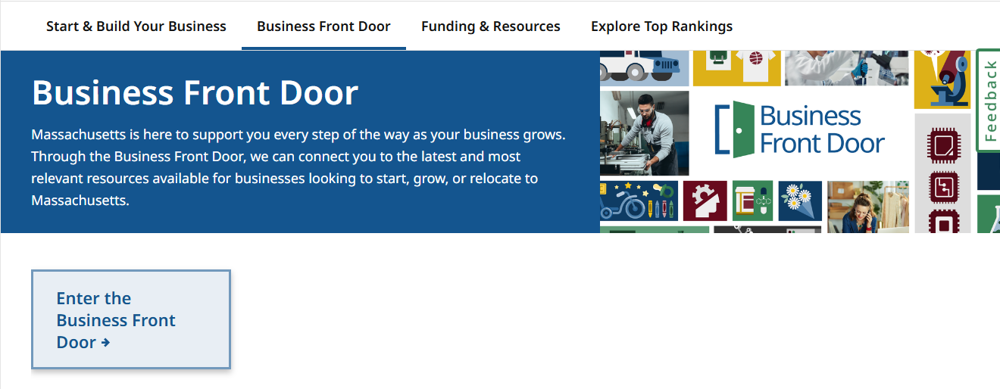 Start & Build Your Business
Business Front Door
Funding & Resources
Explore Top Rankings
Business Front Door
Massachusetts is here to support you every step of the way as your business grows.
Through the Business Front Door, we can connect you to the latest and most
relevant resources available for businesses looking to start, grow, or relocate to
Massachusetts.
Business
Front Door
Feedback
Enter the
Business Front
Door →